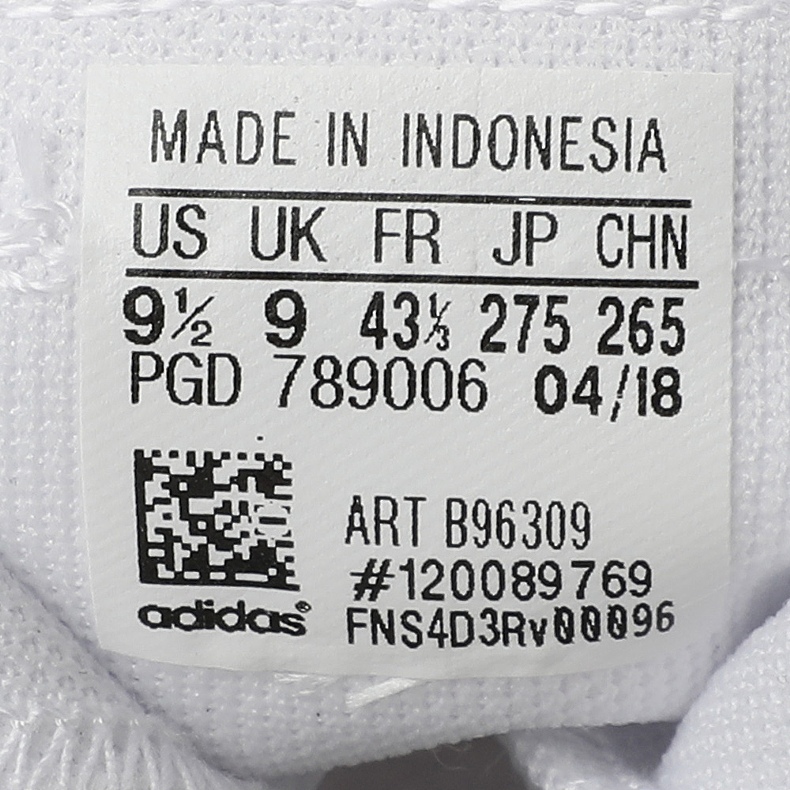 MADE IN INDONESIA
US UK FR JP CHN
9½ 9 43⅓ 275 265
PGD 789006 04/18
ART B96309
#120089769
adidas®
FNS4D3Rv00096